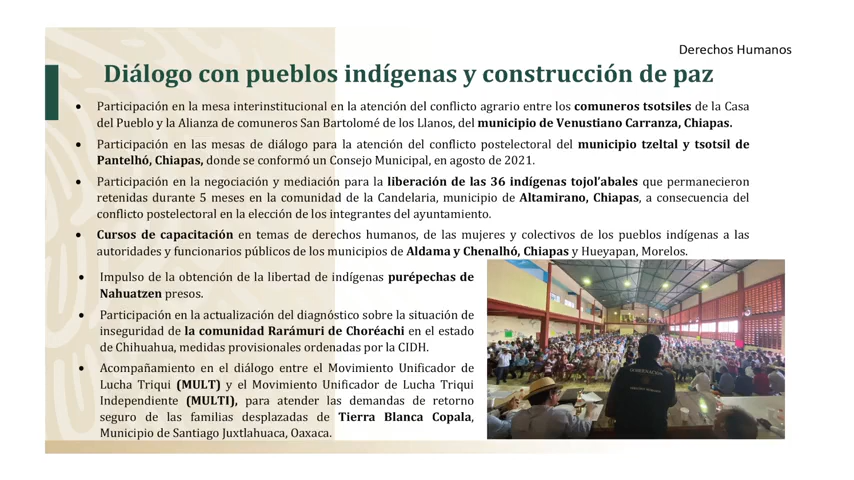 Derechos Humanos
Diálogo con pueblos indígenas y construcción de paz
• Participación en la mesa interinstitucional en la atención del conflicto agrario entre los comuneros tsotsiles de la Casa
del Pueblo y la Alianza de comuneros San Bartolomé de los Llanos, del municipio de Venustiano Carranza, Chiapas.
• Participación en las mesas de diálogo para la atención del conflicto postelectoral del municipio tzeltal y tsotsil de
Pantelhó, Chiapas, donde se conformó un Consejo Municipal, en agosto de 2021.
• Participación en la negociación y mediación para la liberación de las 36 indígenas tojol’abales que permanecieron
retenidas durante 5 meses en la comunidad de la Candelaria, municipio de Altamirano, Chiapas, a consecuencia del
conflicto postelectoral en la elección de los integrantes del ayuntamiento.
• Cursos de capacitación en temas de derechos humanos, de las mujeres y colectivos de los pueblos indígenas a las
autoridades y funcionarios públicos de los municipios de Aldama y Chenalhó, Chiapas y Hueyapan, Morelos.
• Impulso de la obtención de la libertad de indígenas purépechas de
Nahuatzen presos.
• Participación en la actualización del diagnóstico sobre la situación de
inseguridad de la comunidad Rarámuri de Choréachi en el estado
de Chihuahua, medidas provisionales ordenadas por la CIDH.
• Acompañamiento en el diálogo entre el Movimiento Unificador de
Lucha Triqui (MULT) y el Movimiento Unificador de Lucha Triqui
Independiente (MULTI), para atender las demandas de retorno
seguro de las familias desplazadas de Tierra Blanca Copala,
Municipio de Santiago Juxtlahuaca, Oaxaca.
GOBERNACIÓN